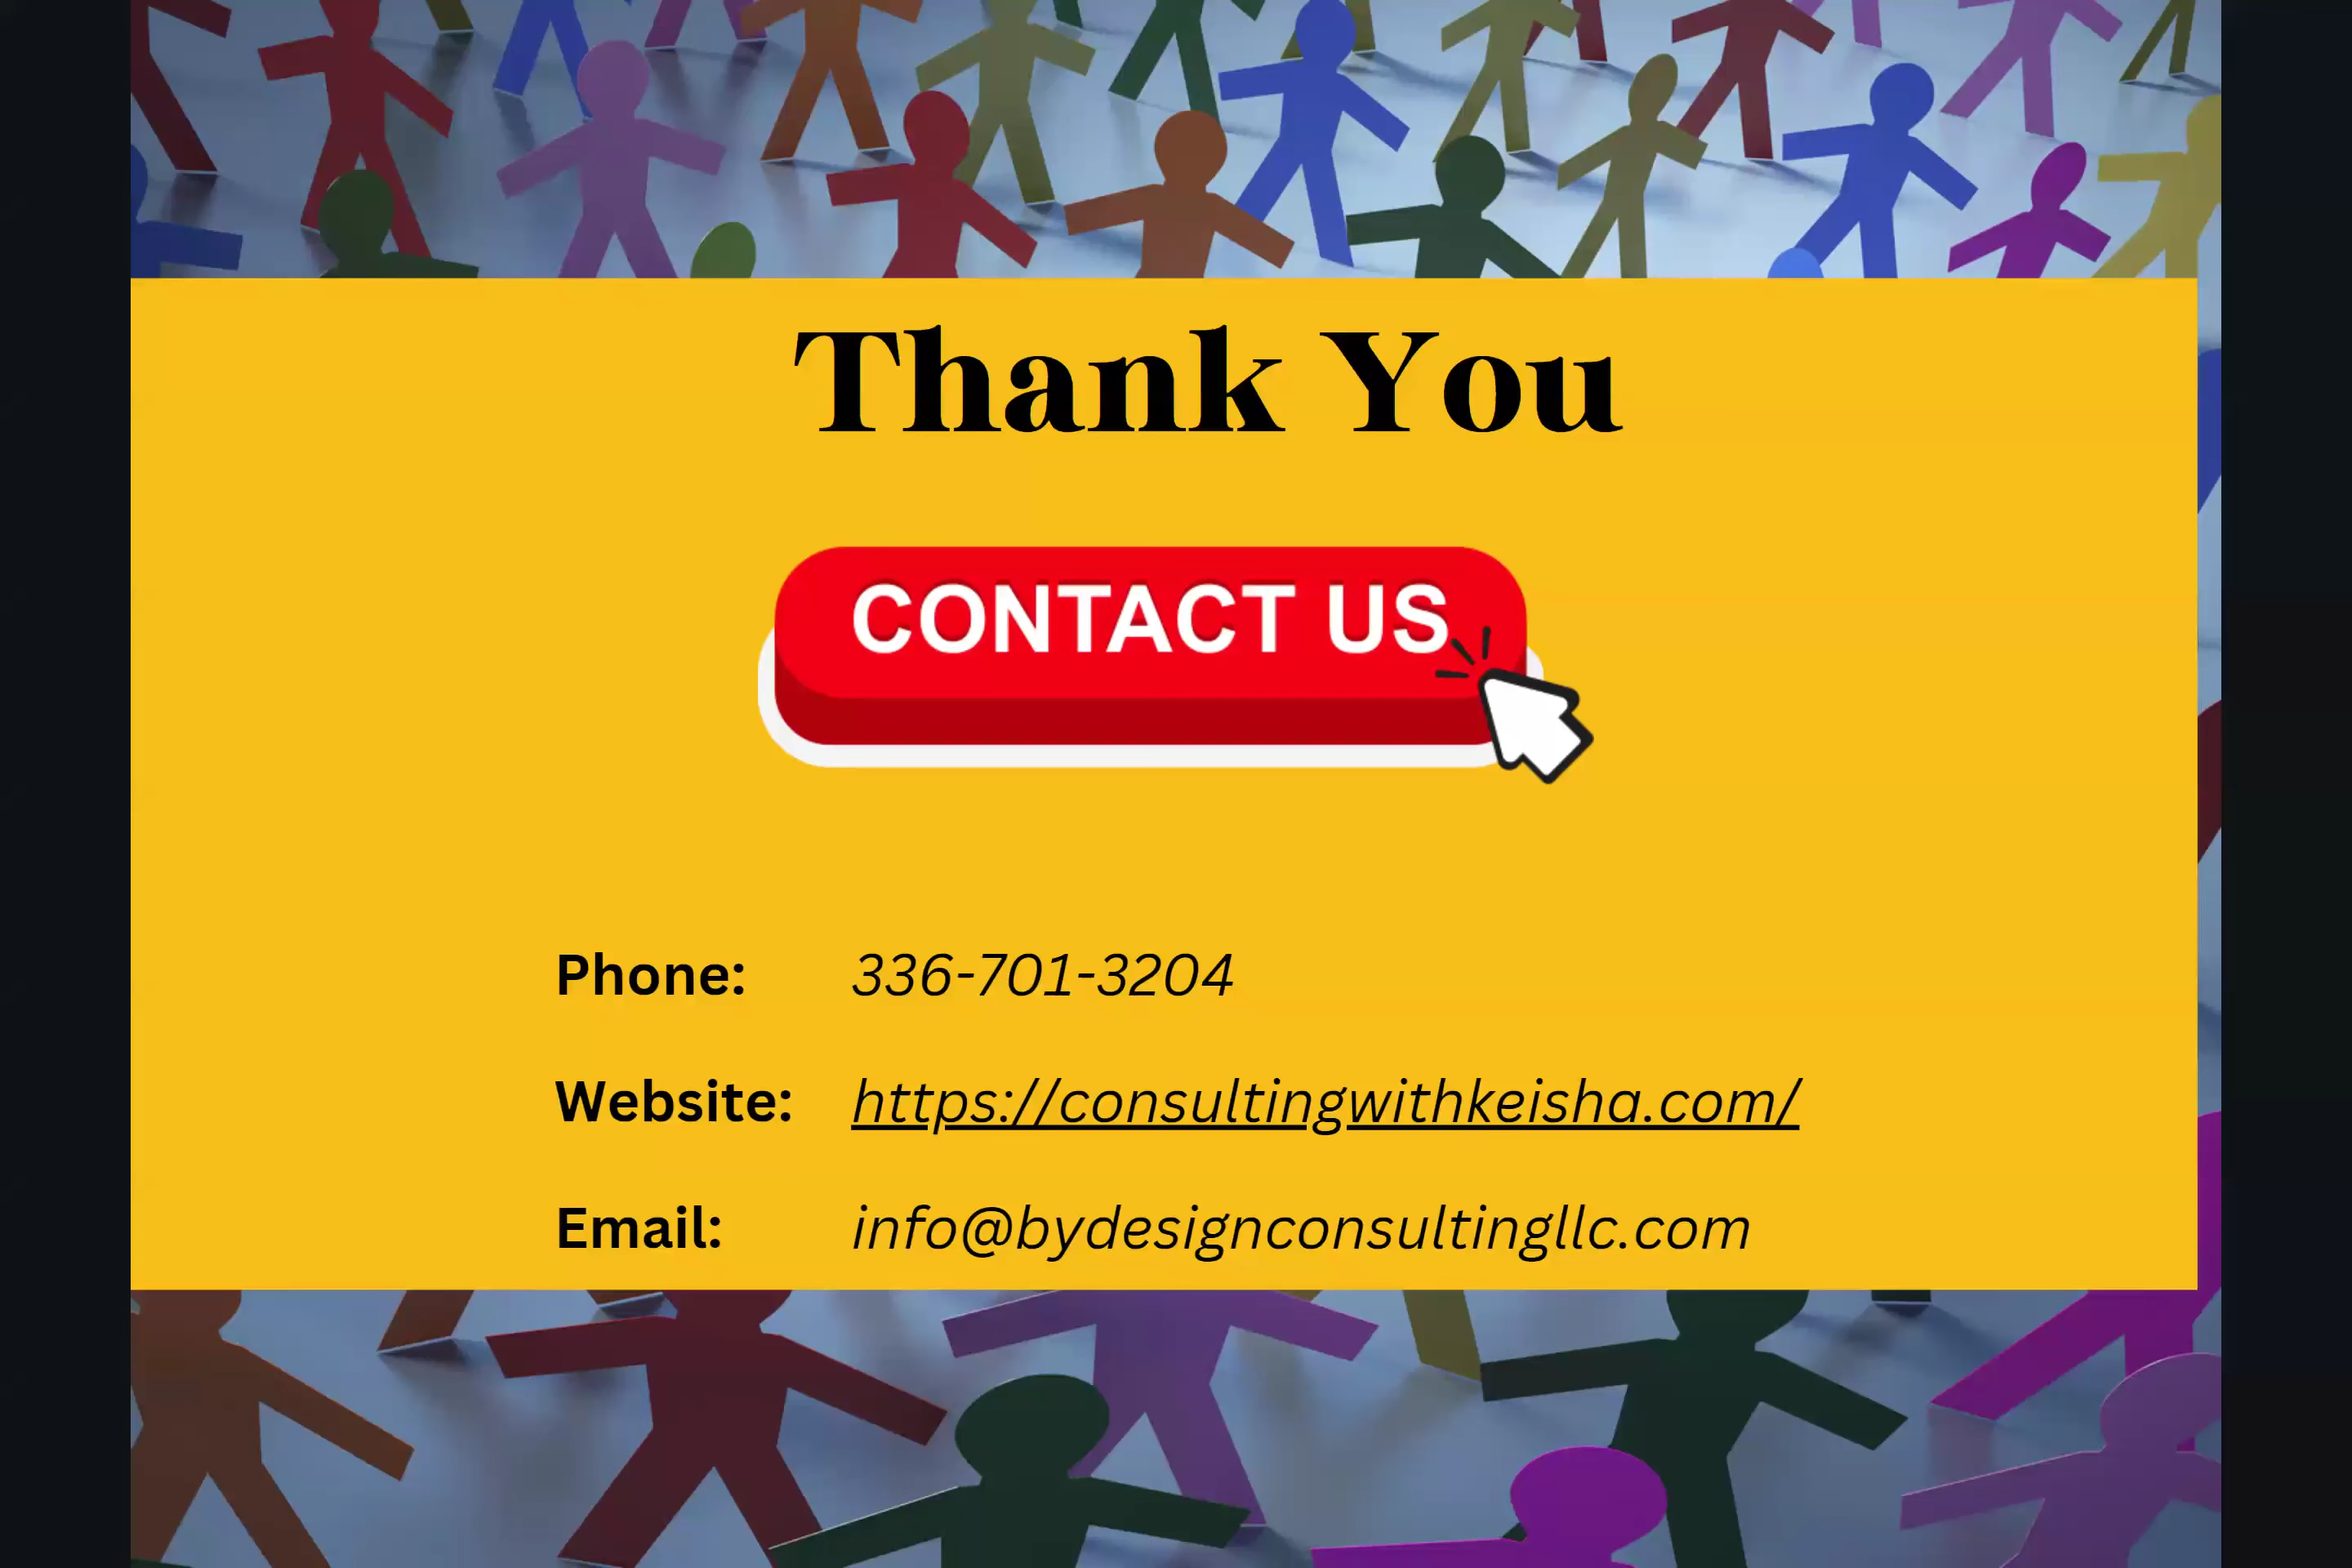 Thank You
CONTACT US
Phone: 336-701-3204
Website: https://consultingwithkeisha.com/
Email: info@bydesignconsultingllc.com